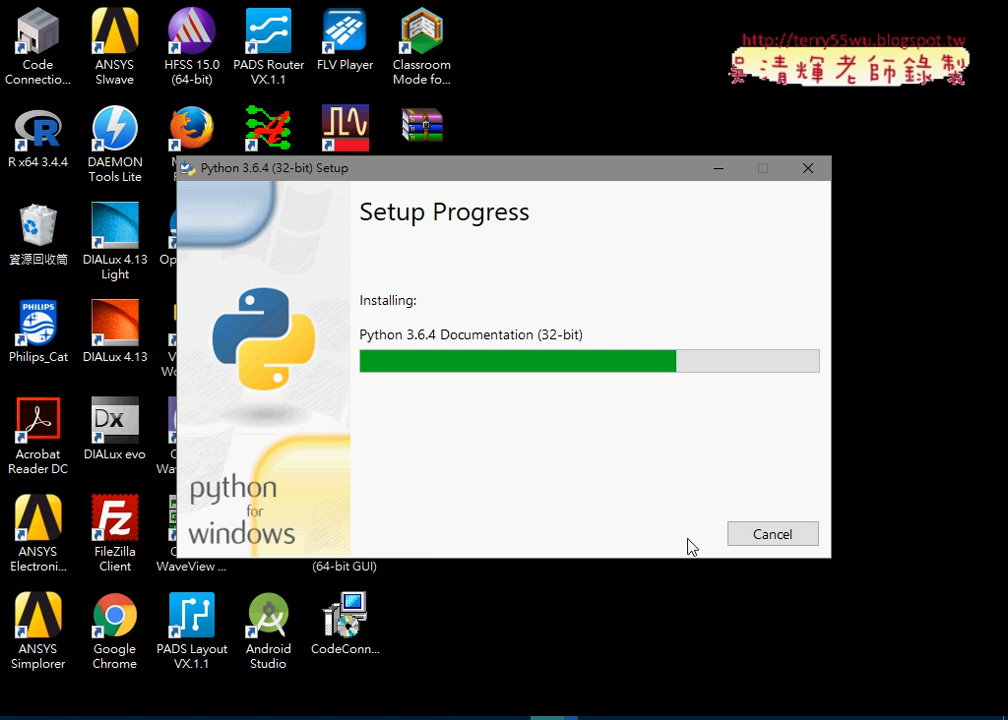 Code
Connectio...
ANSYS
SIwave
HFSS 15.0
(64-bit)
PADS Router
VX.1.1
FLV Player
Classroom
Mode fo...
http://terry55wu.blogspot.tw
吳清輝老師錄製
R x64 3.4.4
DAEMON
Tools Lite
M
Python 3.6.4 (32-bit) Setup
Setup Progress
Installing:
Python 3.6.4 Documentation (32-bit)
Cancel
python
for
windows
資源回收筒
DIALux 4.13
Light
Op
PHILIPS
Philips_Cat
DIALux 4.13
V
Wo
Acrobat
Reader DC
Dx
DIALux evo
Wa
ANSYS
Electroni...
Fz
FileZilla
Client
WaveView ...
(64-bit GUI)
ANSYS
Simplorer
Google
Chrome
PADS Layout
VX.1.1
Android
Studio
CodeConn...